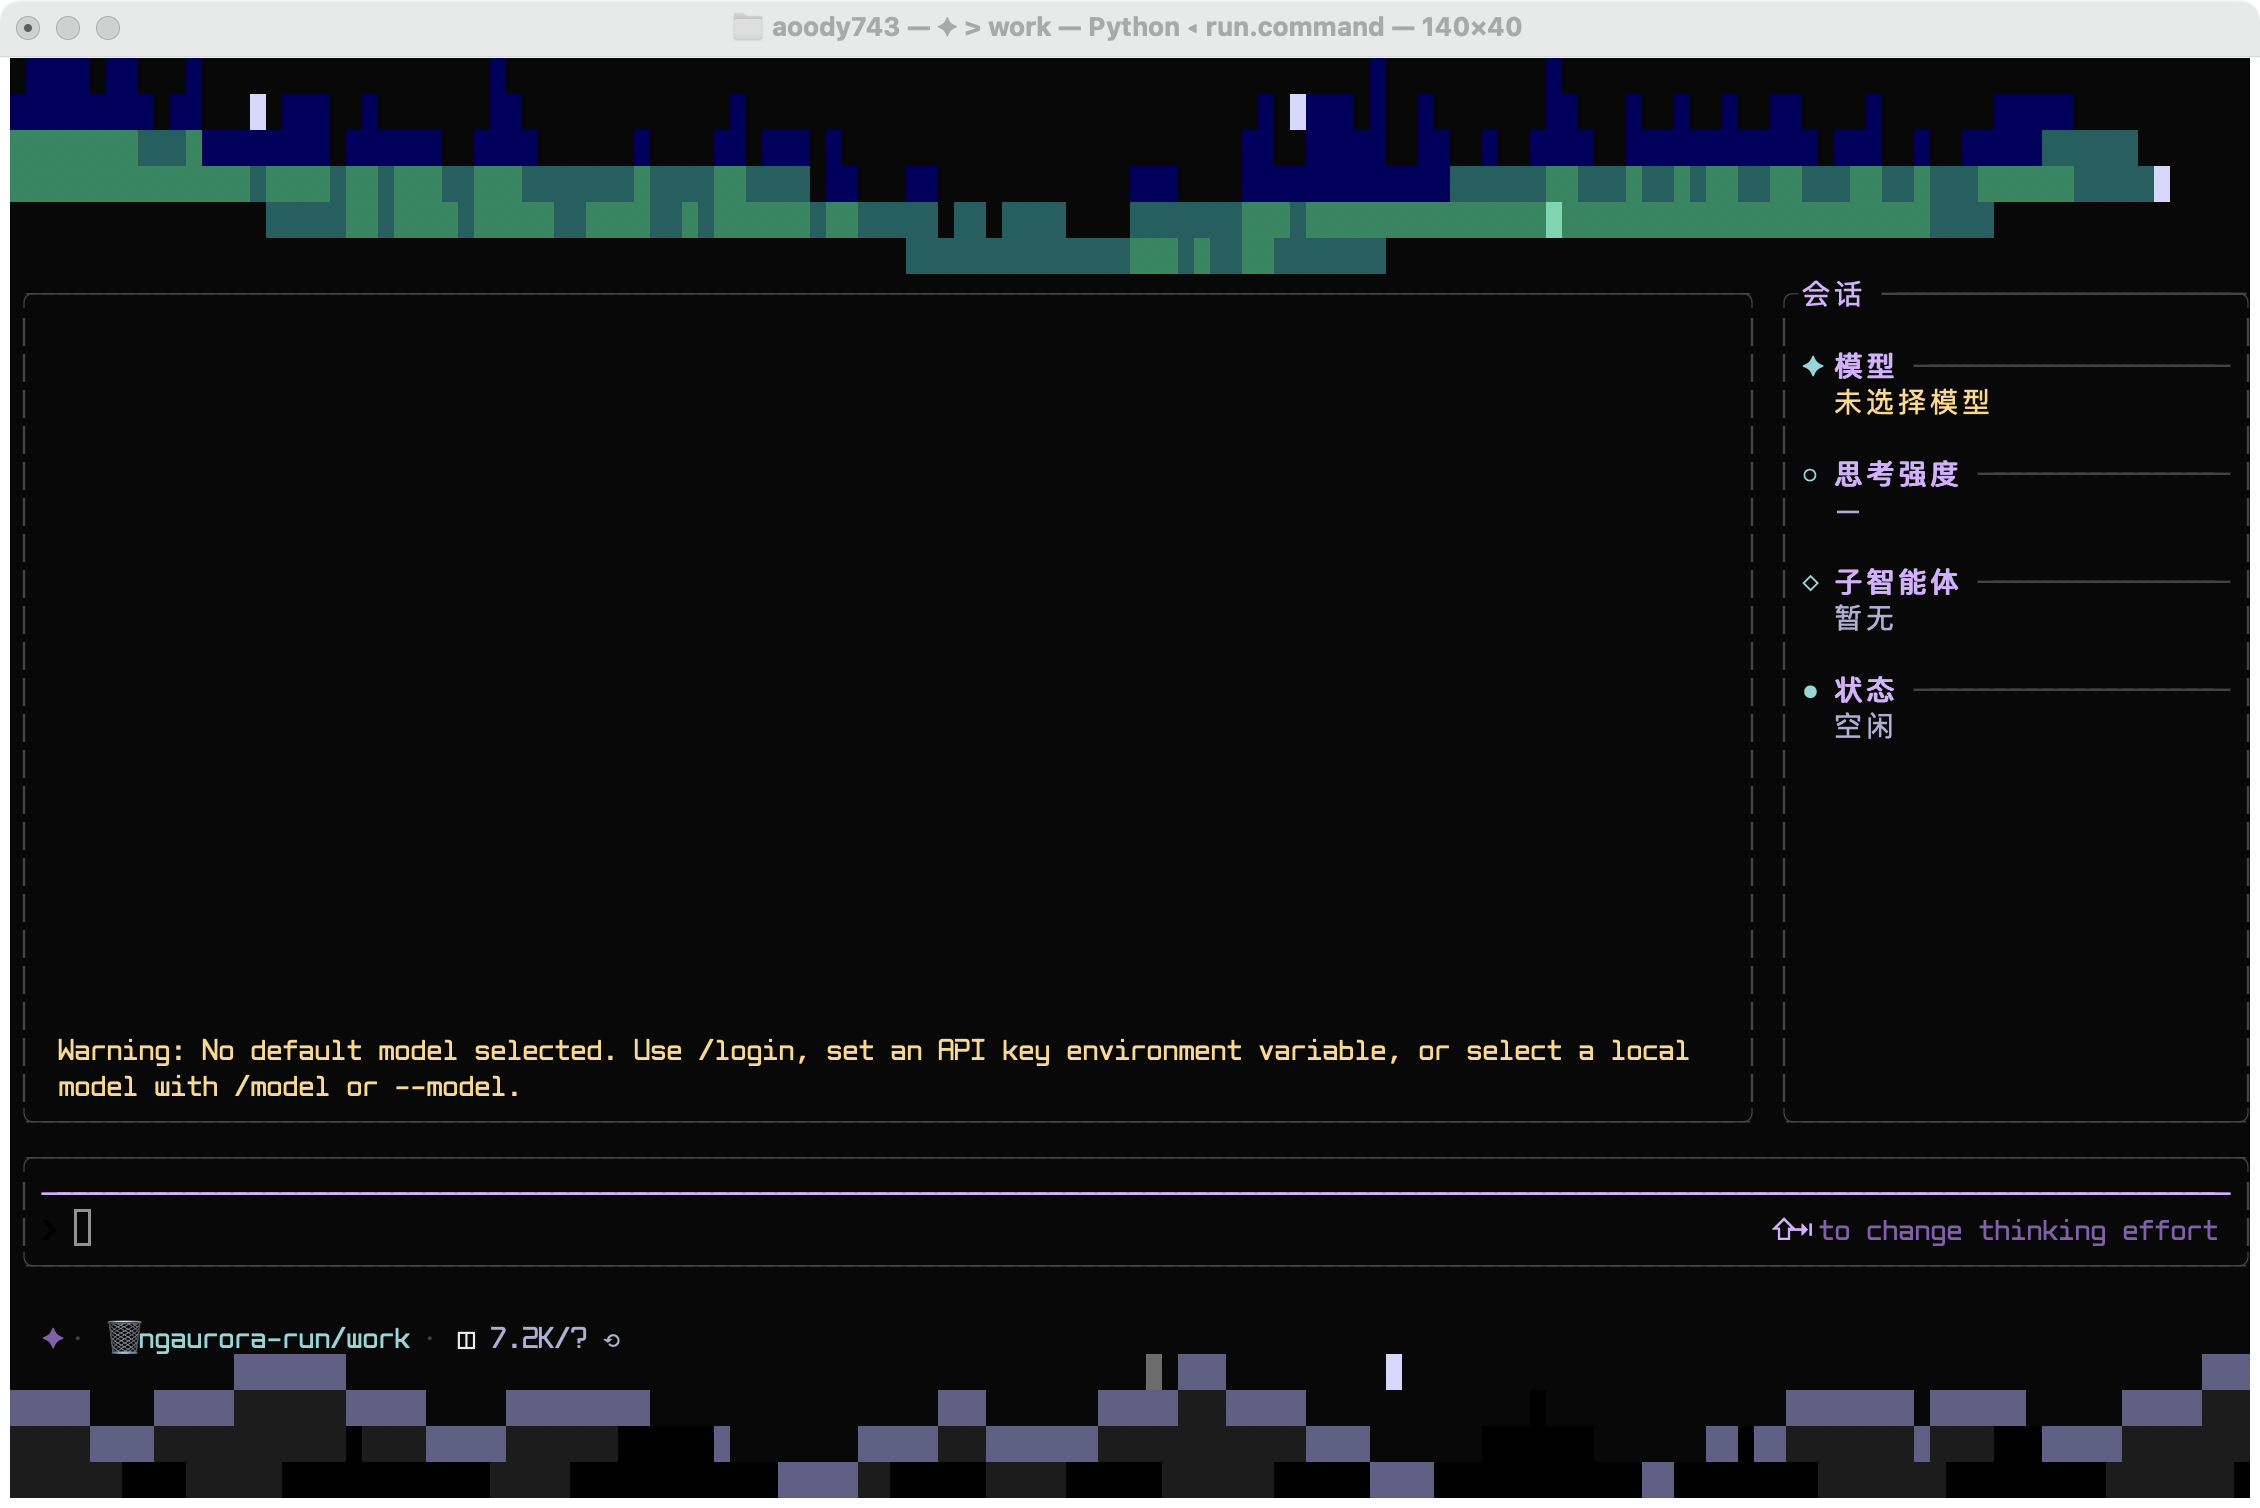 aoody743 — ✦ > work — Python ◂ run.command — 140×40
会话
✦ 模型
未选择模型
○ 思考强度
—
◇ 子智能体
暂无
● 状态
空闲
Warning: No default model selected. Use /login, set an API key environment variable, or select a local
model with /model or --model.
› to change thinking effort
✦ · 🗑ngaurora-run/work · ◫ 7.2K/? ⟲